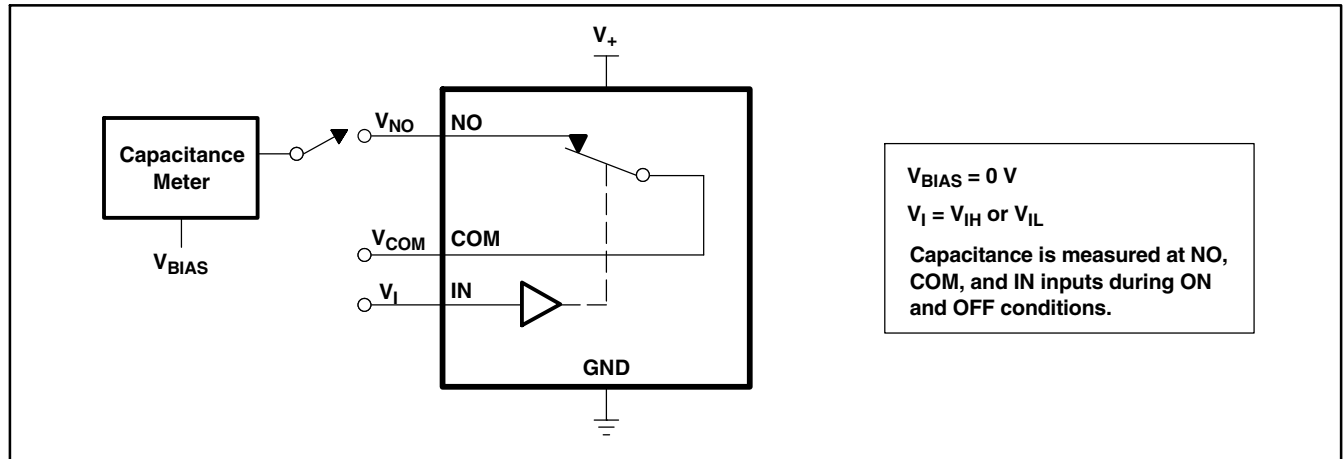 V+
Capacitance
Meter
VBIAS
VNO
NO
VCOM
COM
VI
IN
GND
VBIAS = 0 V
VI = VIH or VIL
Capacitance is measured at NO,
COM, and IN inputs during ON
and OFF conditions.